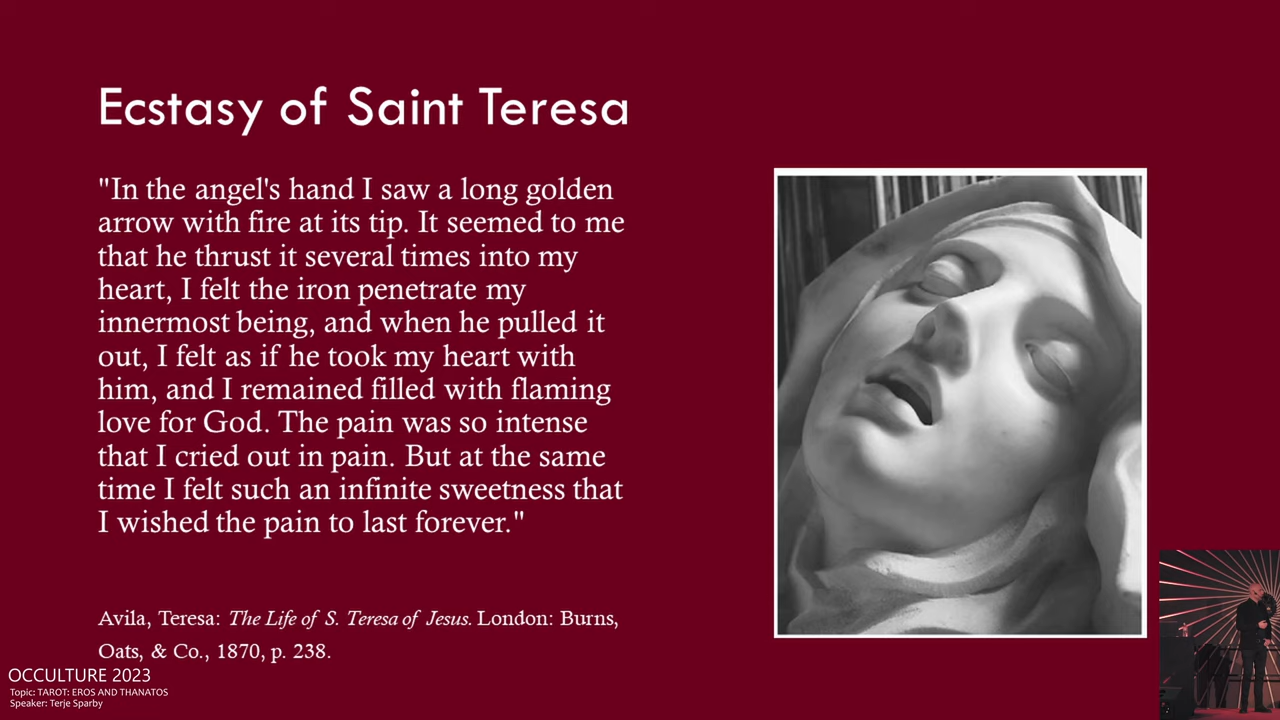 Ecstasy of Saint Teresa
"In the angel's hand I saw a long golden
arrow with fire at its tip. It seemed to me
that he thrust it several times into my
heart, I felt the iron penetrate my
innermost being, and when he pulled it
out, I felt as if he took my heart with
him, and I remained filled with flaming
love for God. The pain was so intense
that I cried out in pain. But at the same
time I felt such an infinite sweetness that
I wished the pain to last forever."
Avila, Teresa: The Life of S. Teresa of Jesus. London: Burns,
Oats, & Co., 1870, p. 238.
OCCULTURE 2023
Topic: TAROT: EROS AND THANATOS
Speaker: Terje Sparby